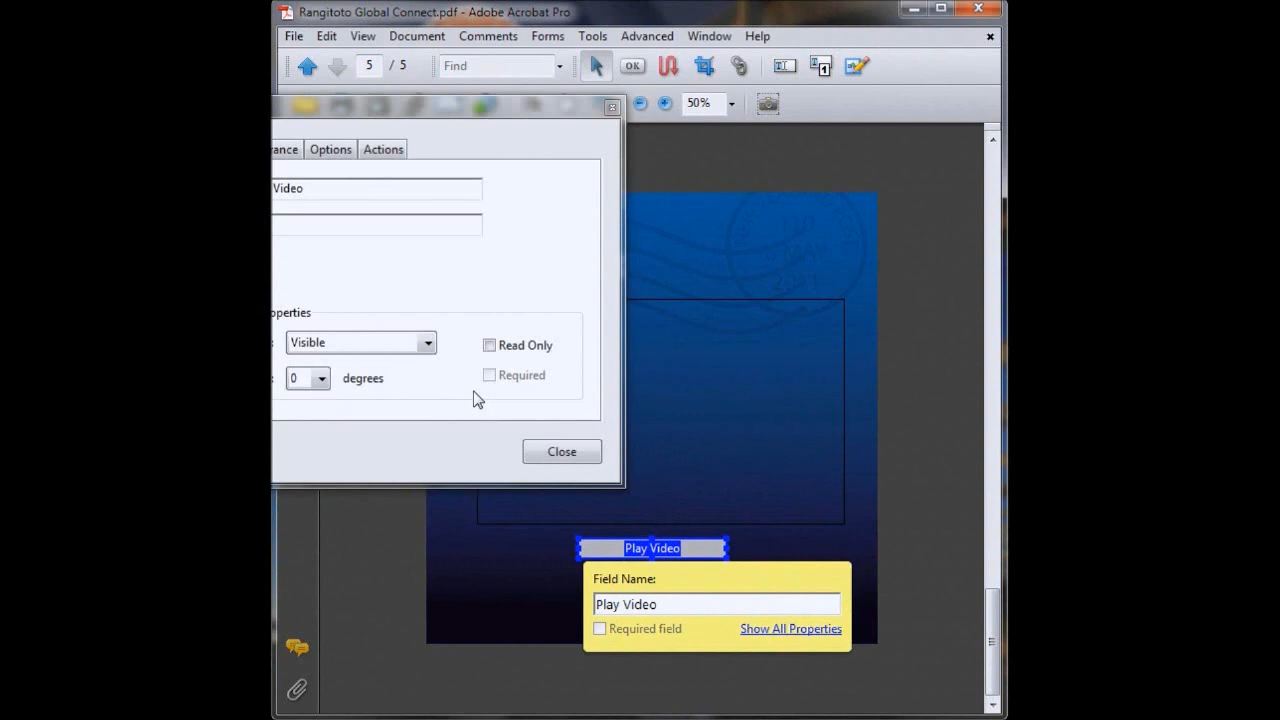 Rangitoto Global Connect.pdf - Adobe Acrobat Pro
File Edit View Document Comments Forms Tools Advanced Window Help
5 / 5 Find OK 1
50%
ance Options Actions
Video
operties
: Visible Read Only
: 0 degrees Required
Close
Play Video
Field Name:
Play Video
Required field Show All Properties